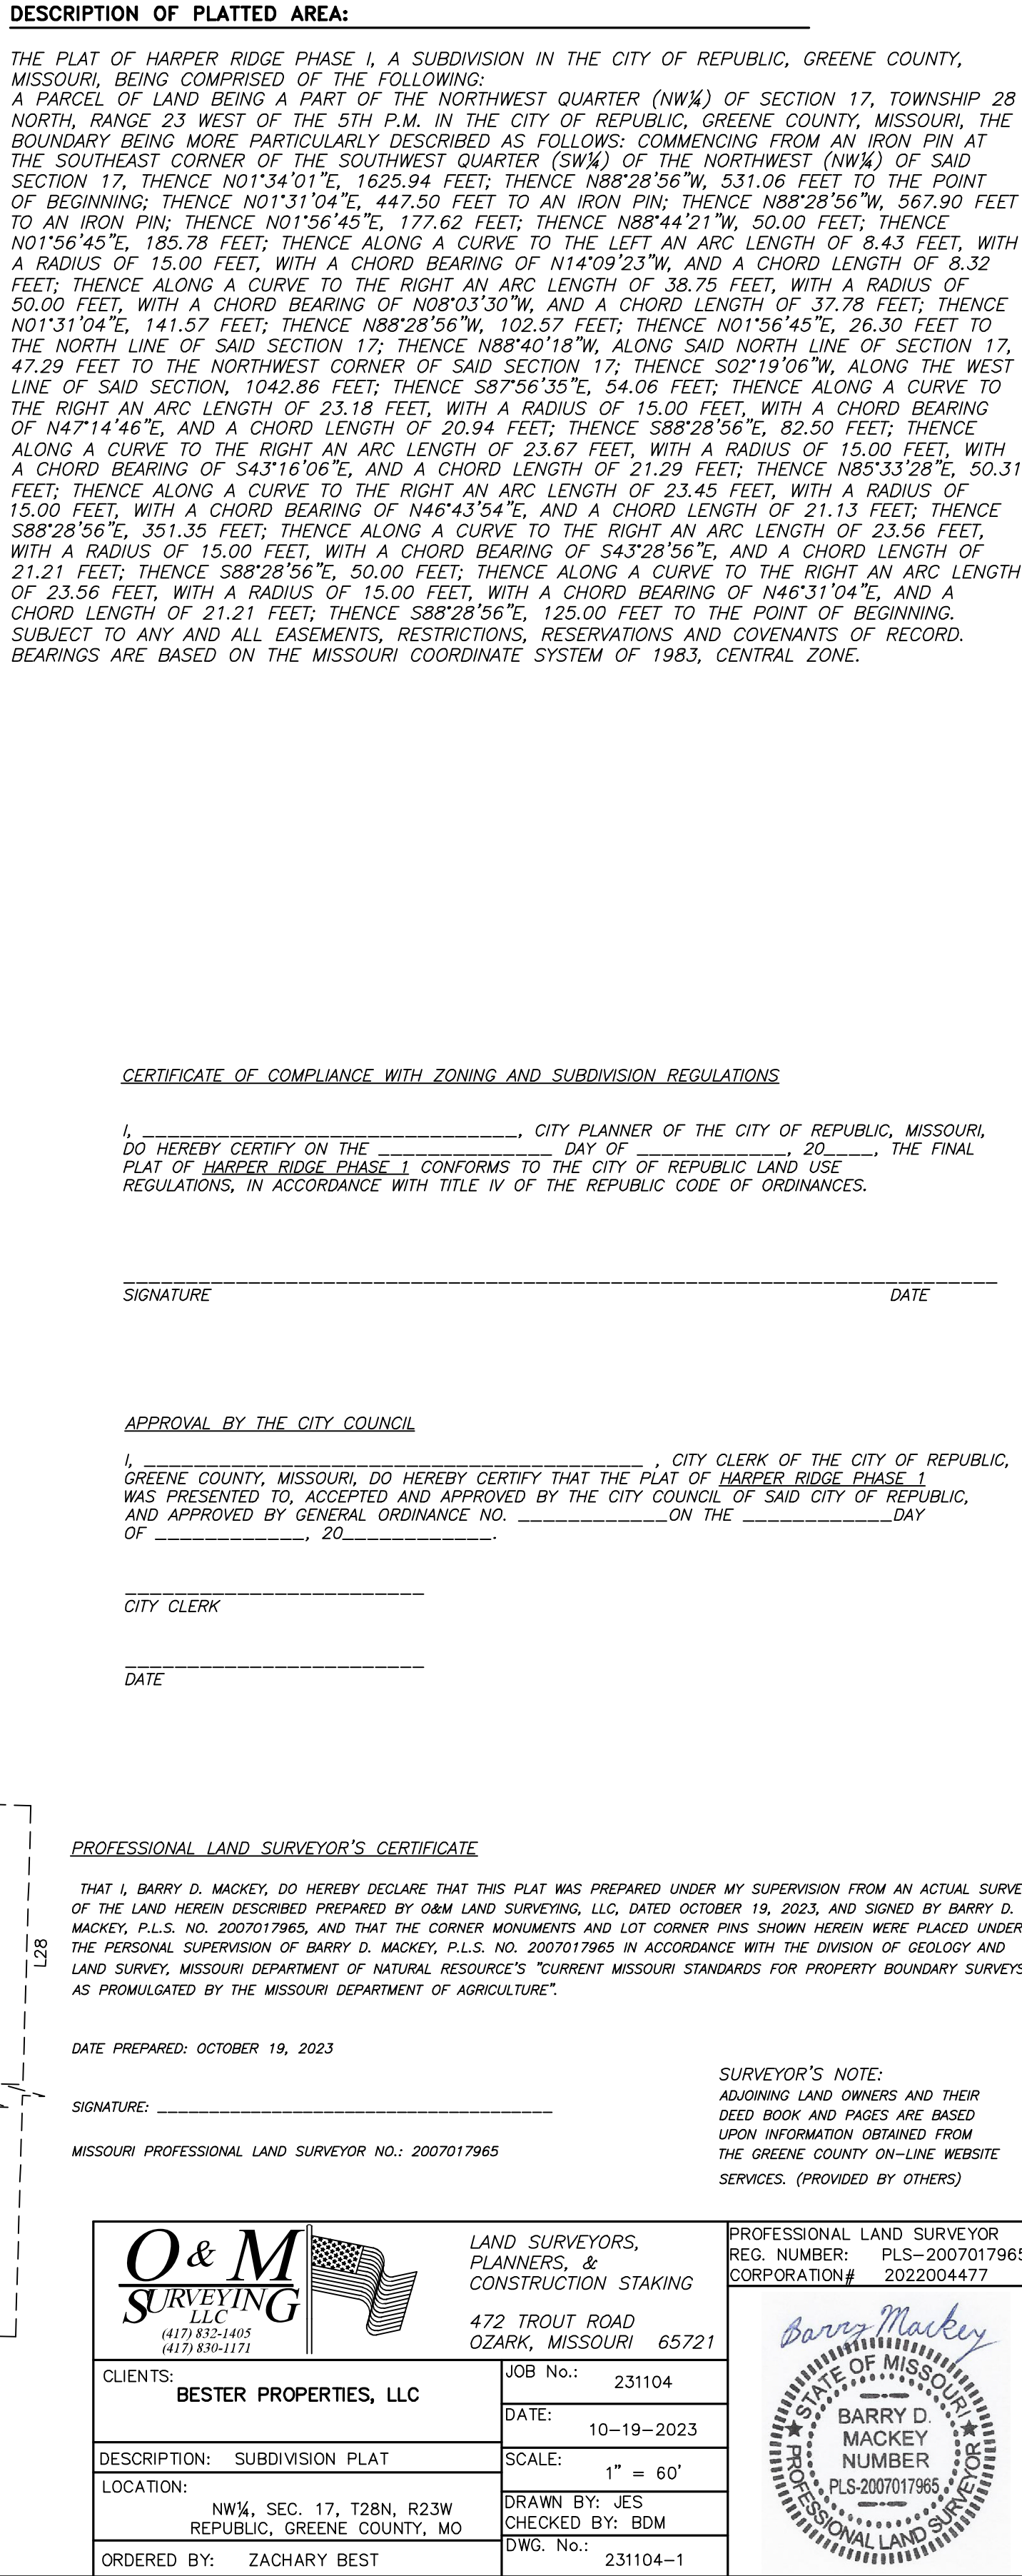 DESCRIPTION OF PLATTED AREA:
THE PLAT OF HARPER RIDGE PHASE I, A SUBDIVISION IN THE CITY OF REPUBLIC, GREENE COUNTY,
MISSOURI, BEING COMPRISED OF THE FOLLOWING:
A PARCEL OF LAND BEING A PART OF THE NORTHWEST QUARTER (NW¼) OF SECTION 17, TOWNSHIP 28
NORTH, RANGE 23 WEST OF THE 5TH P.M. IN THE CITY OF REPUBLIC, GREENE COUNTY, MISSOURI, THE
BOUNDARY BEING MORE PARTICULARLY DESCRIBED AS FOLLOWS: COMMENCING FROM AN IRON PIN AT
THE SOUTHEAST CORNER OF THE SOUTHWEST QUARTER (SW¼) OF THE NORTHWEST (NW¼) OF SAID
SECTION 17, THENCE N01°34'01"E, 1625.94 FEET; THENCE N88°28'56"W, 531.06 FEET TO THE POINT
OF BEGINNING; THENCE N01°31'04"E, 447.50 FEET TO AN IRON PIN; THENCE N88°28'56"W, 567.90 FEET
TO AN IRON PIN; THENCE N01°56'45"E, 177.62 FEET; THENCE N88°44'21"W, 50.00 FEET; THENCE
N01°56'45"E, 185.78 FEET; THENCE ALONG A CURVE TO THE LEFT AN ARC LENGTH OF 8.43 FEET, WITH
A RADIUS OF 15.00 FEET, WITH A CHORD BEARING OF N14°09'23"W, AND A CHORD LENGTH OF 8.32
FEET; THENCE ALONG A CURVE TO THE RIGHT AN ARC LENGTH OF 38.75 FEET, WITH A RADIUS OF
50.00 FEET, WITH A CHORD BEARING OF N08°03'30"W, AND A CHORD LENGTH OF 37.78 FEET; THENCE
N01°31'04"E, 141.57 FEET; THENCE N88°28'56"W, 102.57 FEET; THENCE N01°56'45"E, 26.30 FEET TO
THE NORTH LINE OF SAID SECTION 17; THENCE N88°40'18"W, ALONG SAID NORTH LINE OF SECTION 17,
47.29 FEET TO THE NORTHWEST CORNER OF SAID SECTION 17; THENCE S02°19'06"W, ALONG THE WEST
LINE OF SAID SECTION, 1042.86 FEET; THENCE S87°56'35"E, 54.06 FEET; THENCE ALONG A CURVE TO
THE RIGHT AN ARC LENGTH OF 23.18 FEET, WITH A RADIUS OF 15.00 FEET, WITH A CHORD BEARING
OF N47°14'46"E, AND A CHORD LENGTH OF 20.94 FEET; THENCE S88°28'56"E, 82.50 FEET; THENCE
ALONG A CURVE TO THE RIGHT AN ARC LENGTH OF 23.67 FEET, WITH A RADIUS OF 15.00 FEET, WITH
A CHORD BEARING OF S43°16'06"E, AND A CHORD LENGTH OF 21.29 FEET; THENCE N85°33'28"E, 50.31
FEET; THENCE ALONG A CURVE TO THE RIGHT AN ARC LENGTH OF 23.45 FEET, WITH A RADIUS OF
15.00 FEET, WITH A CHORD BEARING OF N46°43'54"E, AND A CHORD LENGTH OF 21.13 FEET; THENCE
S88°28'56"E, 351.35 FEET; THENCE ALONG A CURVE TO THE RIGHT AN ARC LENGTH OF 23.56 FEET,
WITH A RADIUS OF 15.00 FEET, WITH A CHORD BEARING OF S43°28'56"E, AND A CHORD LENGTH OF
21.21 FEET; THENCE S88°28'56"E, 50.00 FEET; THENCE ALONG A CURVE TO THE RIGHT AN ARC LENGTH
OF 23.56 FEET, WITH A RADIUS OF 15.00 FEET, WITH A CHORD BEARING OF N46°31'04"E, AND A
CHORD LENGTH OF 21.21 FEET; THENCE S88°28'56"E, 125.00 FEET TO THE POINT OF BEGINNING.
SUBJECT TO ANY AND ALL EASEMENTS, RESTRICTIONS, RESERVATIONS AND COVENANTS OF RECORD.
BEARINGS ARE BASED ON THE MISSOURI COORDINATE SYSTEM OF 1983, CENTRAL ZONE.
CERTIFICATE OF COMPLIANCE WITH ZONING AND SUBDIVISION REGULATIONS
I, ______________________________, CITY PLANNER OF THE CITY OF REPUBLIC, MISSOURI,
DO HEREBY CERTIFY ON THE ______________ DAY OF ____________, 20____, THE FINAL
PLAT OF HARPER RIDGE PHASE 1 CONFORMS TO THE CITY OF REPUBLIC LAND USE
REGULATIONS, IN ACCORDANCE WITH TITLE IV OF THE REPUBLIC CODE OF ORDINANCES.
SIGNATURE DATE
APPROVAL BY THE CITY COUNCIL
I, ________________________________________ , CITY CLERK OF THE CITY OF REPUBLIC,
GREENE COUNTY, MISSOURI, DO HEREBY CERTIFY THAT THE PLAT OF HARPER RIDGE PHASE 1
WAS PRESENTED TO, ACCEPTED AND APPROVED BY THE CITY COUNCIL OF SAID CITY OF REPUBLIC,
AND APPROVED BY GENERAL ORDINANCE NO. ____________ON THE ____________DAY
OF ____________, 20____________.
CITY CLERK
DATE
L28
PROFESSIONAL LAND SURVEYOR'S CERTIFICATE
THAT I, BARRY D. MACKEY, DO HEREBY DECLARE THAT THIS PLAT WAS PREPARED UNDER MY SUPERVISION FROM AN ACTUAL SURVE
OF THE LAND HEREIN DESCRIBED PREPARED BY O&M LAND SURVEYING, LLC, DATED OCTOBER 19, 2023, AND SIGNED BY BARRY D.
MACKEY, P.L.S. NO. 2007017965, AND THAT THE CORNER MONUMENTS AND LOT CORNER PINS SHOWN HEREIN WERE PLACED UNDER
THE PERSONAL SUPERVISION OF BARRY D. MACKEY, P.L.S. NO. 2007017965 IN ACCORDANCE WITH THE DIVISION OF GEOLOGY AND
LAND SURVEY, MISSOURI DEPARTMENT OF NATURAL RESOURCE'S "CURRENT MISSOURI STANDARDS FOR PROPERTY BOUNDARY SURVEYS
AS PROMULGATED BY THE MISSOURI DEPARTMENT OF AGRICULTURE".
DATE PREPARED: OCTOBER 19, 2023
SIGNATURE: ______________________________________
MISSOURI PROFESSIONAL LAND SURVEYOR NO.: 2007017965
SURVEYOR'S NOTE:
ADJOINING LAND OWNERS AND THEIR
DEED BOOK AND PAGES ARE BASED
UPON INFORMATION OBTAINED FROM
THE GREENE COUNTY ON-LINE WEBSITE
SERVICES. (PROVIDED BY OTHERS)
O & M
SURVEYING
LLC
(417) 832-1405
(417) 830-1171
LAND SURVEYORS,
PLANNERS, &
CONSTRUCTION STAKING
472 TROUT ROAD
OZARK, MISSOURI 65721
PROFESSIONAL LAND SURVEYOR
REG. NUMBER: PLS-2007017965
CORPORATION# 2022004477
Barry Mackey
STATE OF MISSOURI
BARRY D.
MACKEY
NUMBER
PLS-2007017965
PROFESSIONAL LAND SURVEYOR
CLIENTS:
BESTER PROPERTIES, LLC
JOB No.: 231104
DATE: 10-19-2023
DESCRIPTION: SUBDIVISION PLAT
SCALE: 1" = 60'
LOCATION:
NW¼, SEC. 17, T28N, R23W
REPUBLIC, GREENE COUNTY, MO
DRAWN BY: JES
CHECKED BY: BDM
ORDERED BY: ZACHARY BEST
DWG. No.: 231104-1